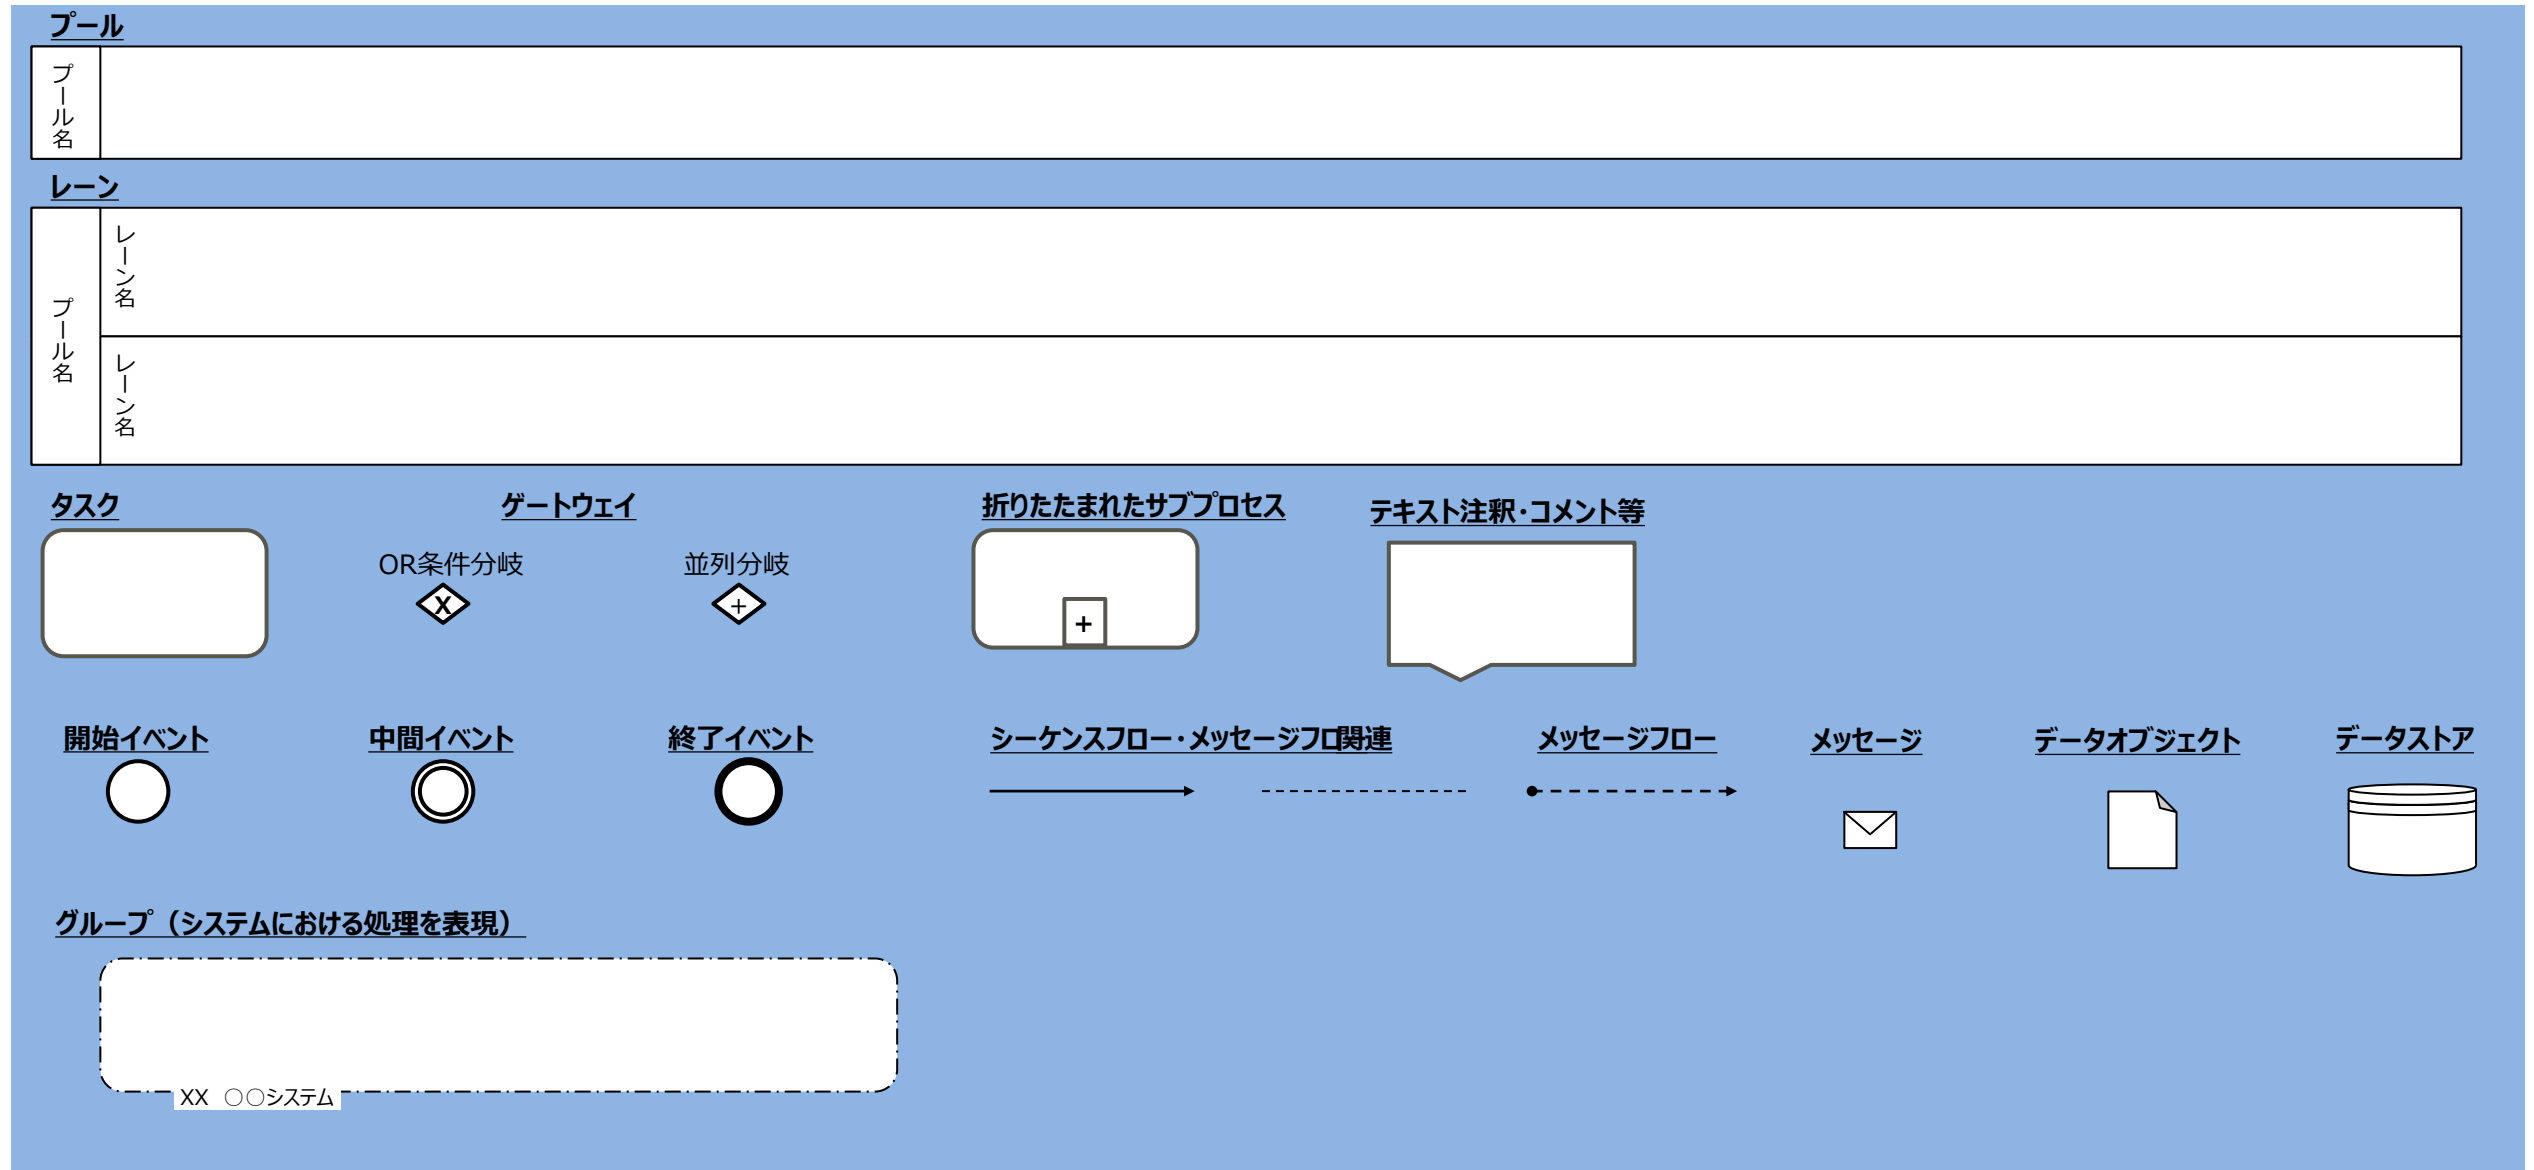 プール
プール名
レーン
プール名
レーン名
レーン名
タスク
ゲートウェイ
折りたたまれたサブプロセス
テキスト注釈・コメント等
OR条件分岐
並列分岐
X
+
+
開始イベント
中間イベント
終了イベント
シーケンスフロー・メッセージフロ
関連
メッセージフロー
メッセージ
データオブジェクト
データストア
グループ（システムにおける処理を表現）
XX　○○システム